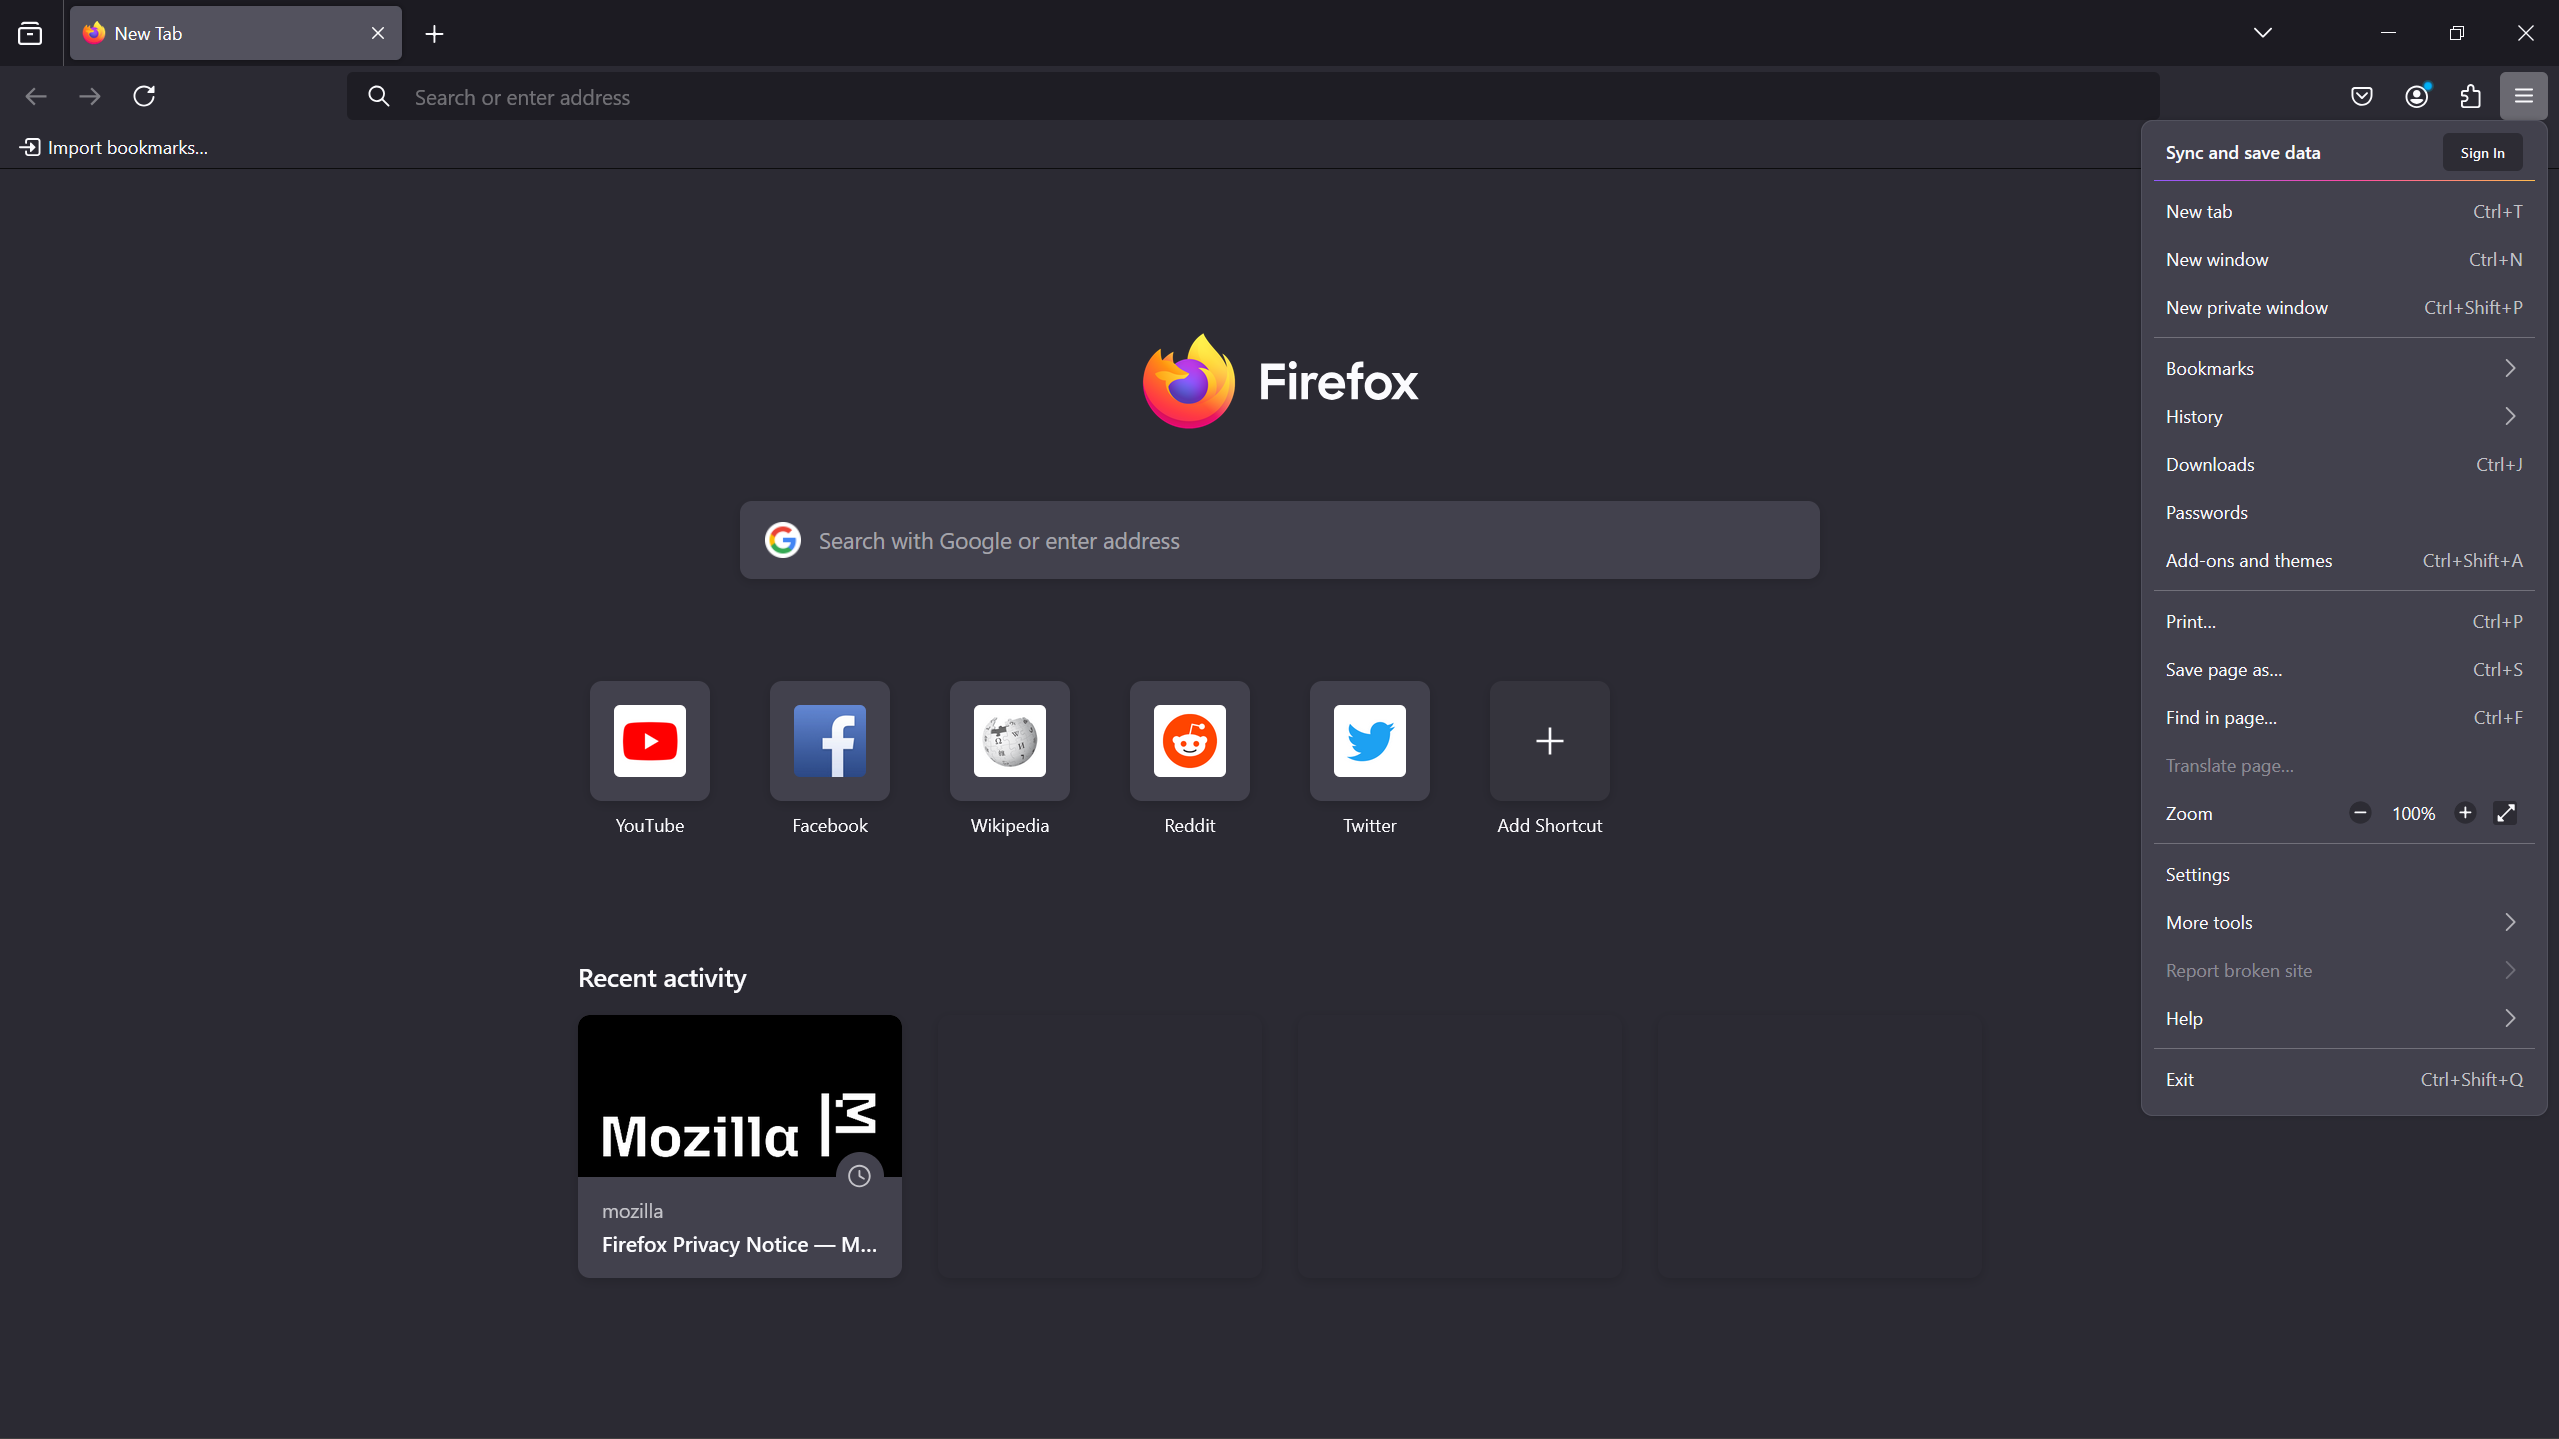 New Tab
Search or enter address
Import bookmarks...
Sync and save data Sign In
New tab Ctrl+T
New window Ctrl+N
New private window Ctrl+Shift+P
Bookmarks
History
Downloads Ctrl+J
Passwords
Add-ons and themes Ctrl+Shift+A
Print... Ctrl+P
Save page as... Ctrl+S
Find in page... Ctrl+F
Translate page...
Zoom 100%
Settings
More tools
Report broken site
Help
Exit Ctrl+Shift+Q
Firefox
Search with Google or enter address
YouTube
Facebook
Wikipedia
Reddit
Twitter
Add Shortcut
Recent activity
Mozilla
mozilla
Firefox Privacy Notice — M...